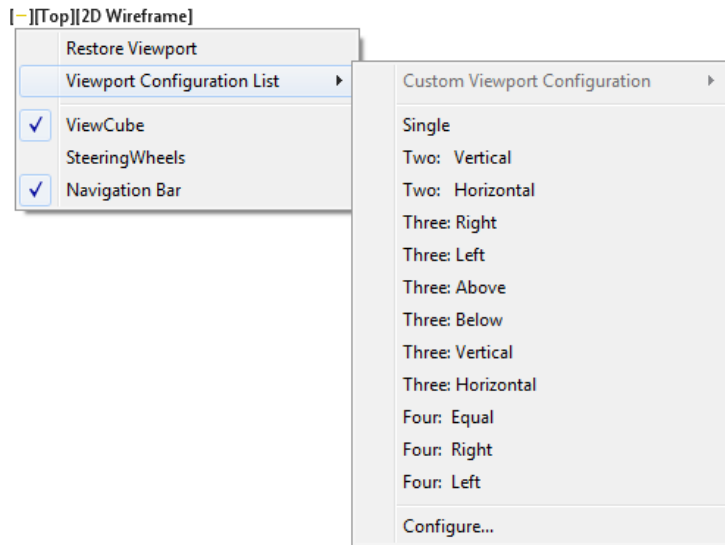 [−][Top][2D Wireframe]
Restore Viewport
Viewport Configuration List
ViewCube
SteeringWheels
Navigation Bar
Custom Viewport Configuration
Single
Two: Vertical
Two: Horizontal
Three: Right
Three: Left
Three: Above
Three: Below
Three: Vertical
Three: Horizontal
Four: Equal
Four: Right
Four: Left
Configure...